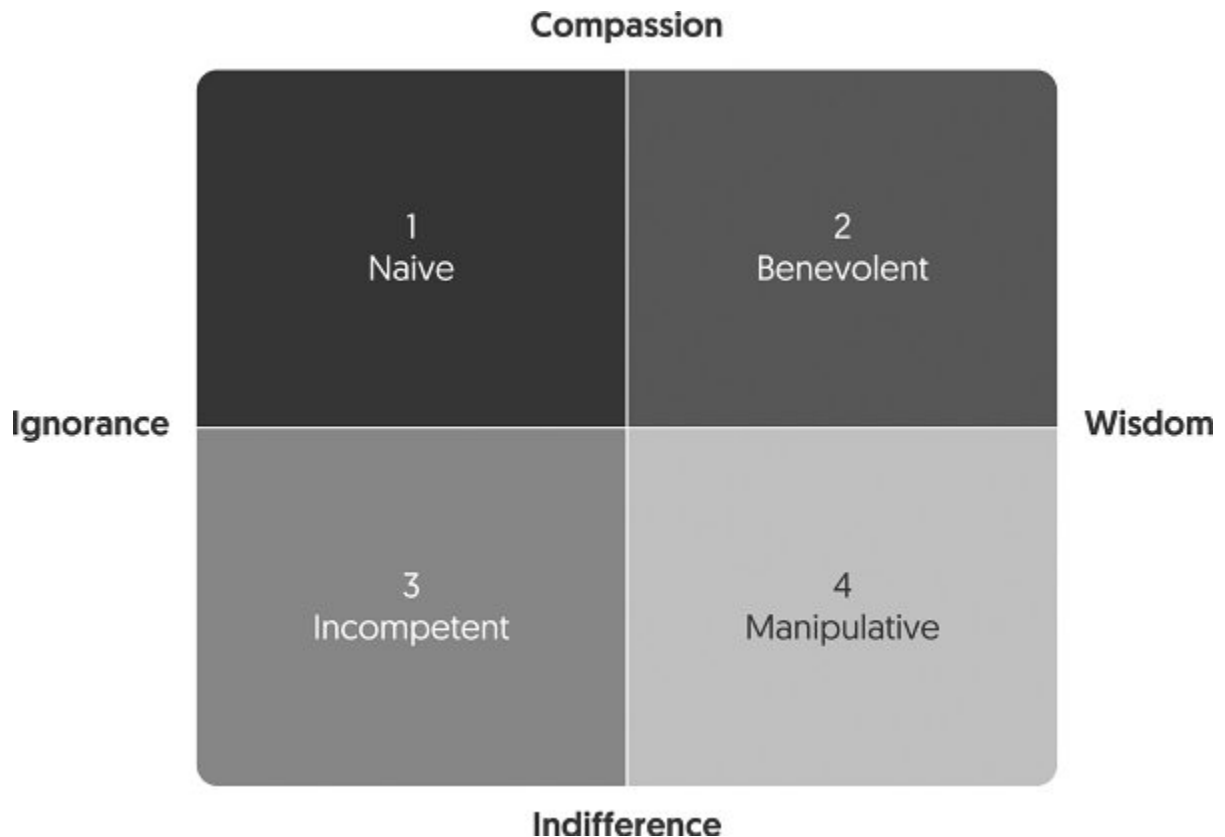 Compassion
1
Naive
2
Benevolent
Ignorance
Wisdom
3
Incompetent
4
Manipulative
Indifference